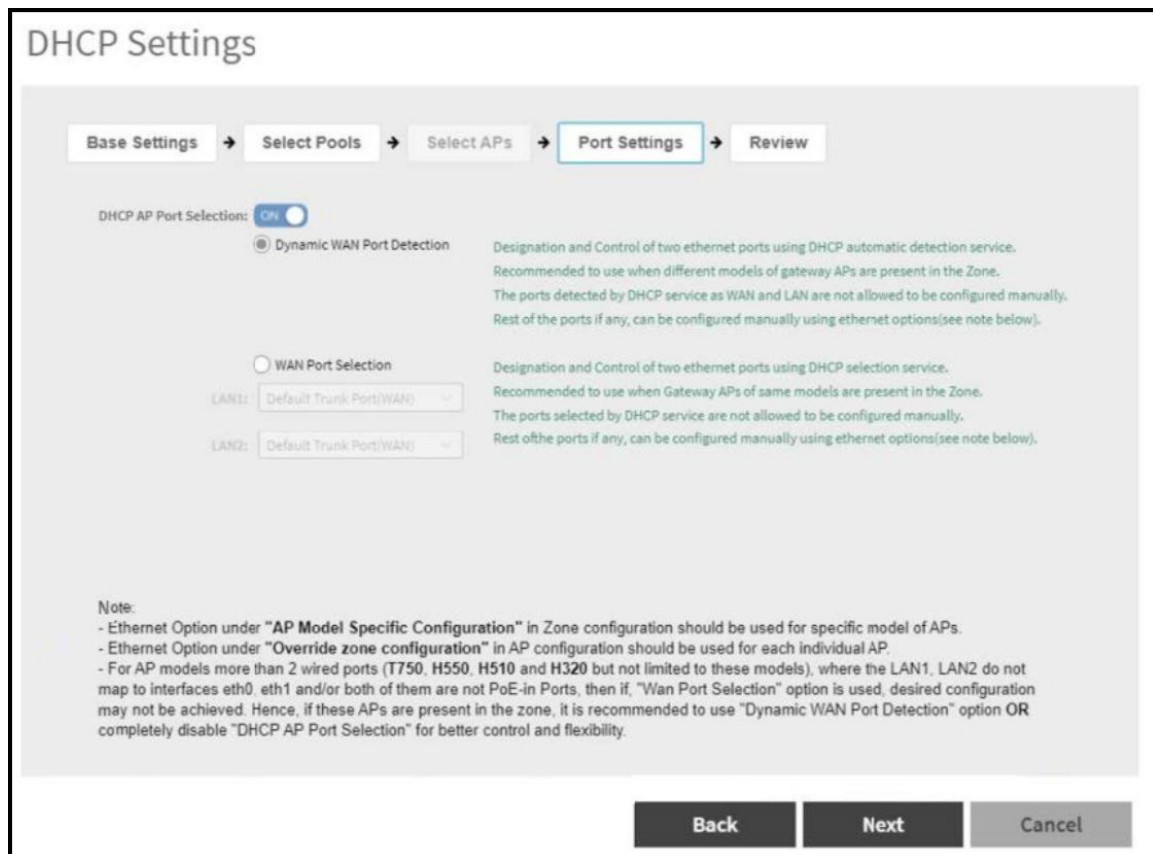 DHCP Settings
Base Settings → Select Pools → Select APs → Port Settings → Review
DHCP AP Port Selection: ON
Dynamic WAN Port Detection
Designation and Control of two ethernet ports using DHCP automatic detection service.
Recommended to use when different models of gateway APs are present in the Zone.
The ports detected by DHCP service as WAN and LAN are not allowed to be configured manually.
Rest of the ports if any, can be configured manually using ethernet options(see note below).
WAN Port Selection
Designation and Control of two ethernet ports using DHCP selection service.
LAN1: Default Trunk Port(WAN)
Recommended to use when Gateway APs of same models are present in the Zone.
The ports selected by DHCP service are not allowed to be configured manually.
LAN2: Default Trunk Port(WAN)
Rest ofthe ports if any, can be configured manually using ethernet options(see note below).
Note:
- Ethernet Option under "AP Model Specific Configuration" in Zone configuration should be used for specific model of APs.
- Ethernet Option under "Override zone configuration" in AP configuration should be used for each individual AP.
- For AP models more than 2 wired ports (T750, H550, H510 and H320 but not limited to these models), where the LAN1, LAN2 do not
map to interfaces eth0, eth1 and/or both of them are not PoE-in Ports, then if, "Wan Port Selection" option is used, desired configuration
may not be achieved. Hence, if these APs are present in the zone, it is recommended to use "Dynamic WAN Port Detection" option OR
completely disable "DHCP AP Port Selection" for better control and flexibility.
Back Next Cancel